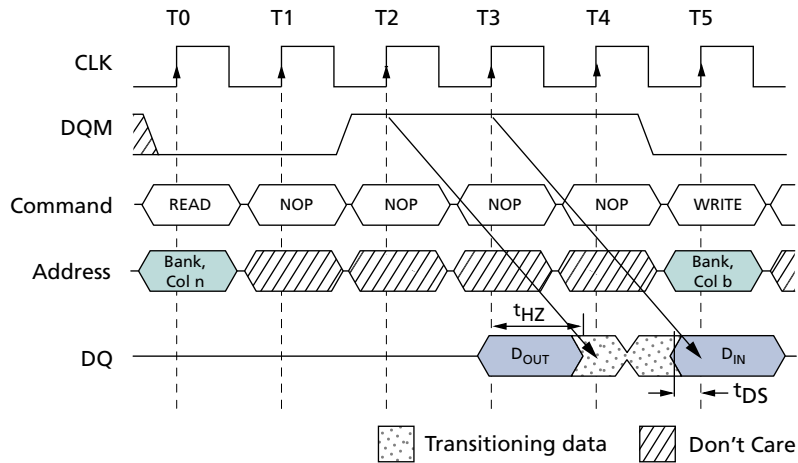 T0 T1 T2 T3 T4 T5
CLK
DQM
Command READ NOP NOP NOP NOP WRITE
Address Bank, Col n Bank, Col b
tHZ
DQ DOUT DIN
tDS
Transitioning data Don't Care